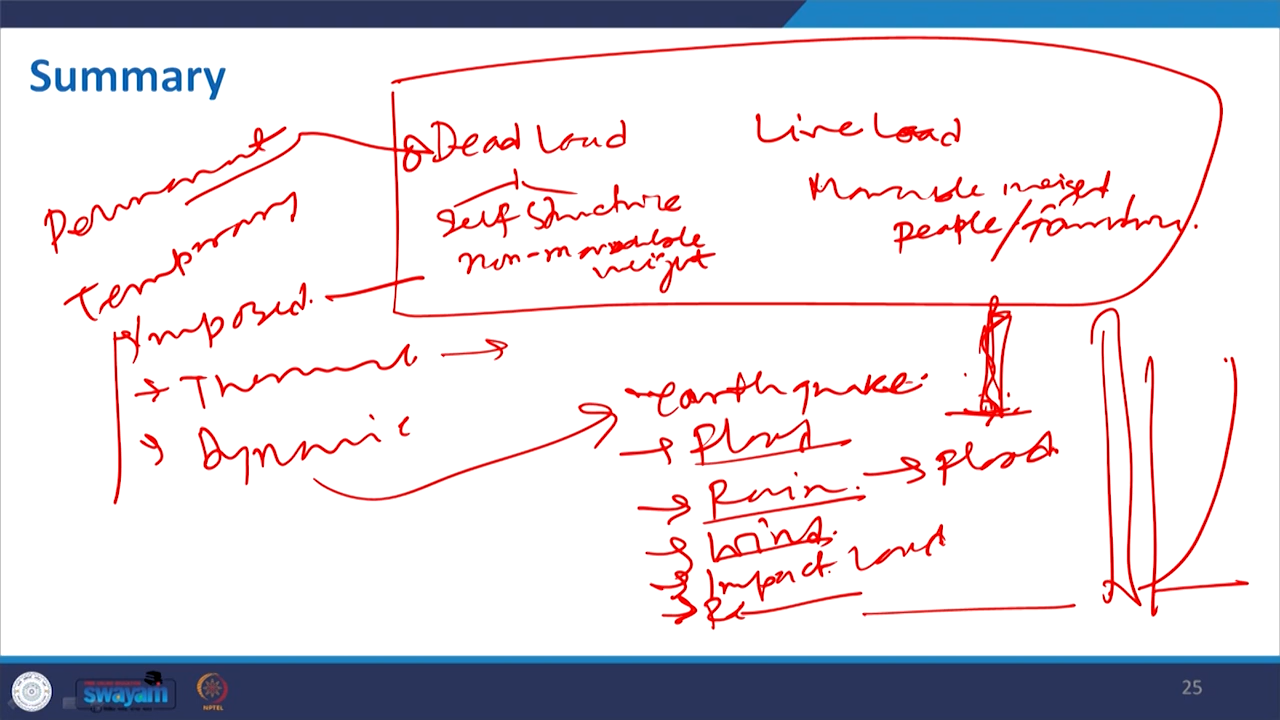 Summary
Dead Load
Live Load
Self Structure
non-movable
weight
Movable weight
people/
Permanent
Temporary
Imposed
Thermal
Dynamic
Earthquake
Flood
Rain → Flood
Wind
Impact Load
swayam
NPTEL
25